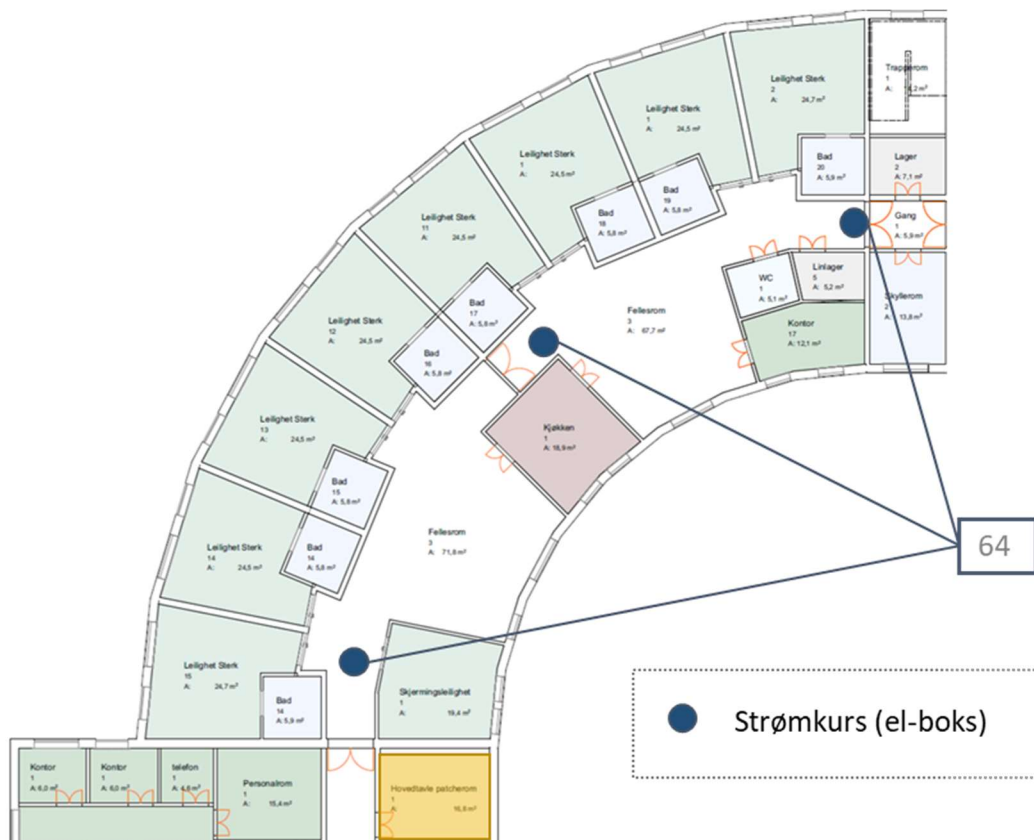 Leilighet Sterk
2
A: 24,7 m²
Trapperom
1
Leilighet Sterk
1
A: 24,5 m²
Leilighet Sterk
1
A: 24,5 m²
Bad
20
A: 5,9 m²
Lager
2
A: 7,1 m²
Bad
19
A: 5,8 m²
Bad
18
A: 5,8 m²
Gang
1
A: 5,9 m²
Leilighet Sterk
11
A: 24,5 m²
WC
1
A: 5,1 m²
Linlager
5
A: 5,2 m²
Skyllerom
2
A: 13,8 m²
Bad
17
A: 5,8 m²
Fellesrom
3
A: 67,7 m²
Kontor
17
A: 12,1 m²
Leilighet Sterk
12
A: 24,5 m²
Bad
16
A: 5,8 m²
Leilighet Sterk
13
A: 24,5 m²
Kjøkken
1
A: 18,9 m²
Bad
15
A: 5,8 m²
Fellesrom
3
A: 71,8 m²
Leilighet Sterk
14
A: 24,5 m²
Bad
14
A: 5,8 m²
64
Leilighet Sterk
15
A: 24,7 m²
Bad
14
A: 5,9 m²
Skjermingsleilighet
1
A: 19,4 m²
Strømkurs (el-boks)
Kontor
1
A: 6,0 m²
Kontor
1
A: 6,0 m²
telefon
1
A: 4,6 m²
Personalrom
1
A: 15,4 m²
Hovedtavle patcherom
1
A: 16,8 m²